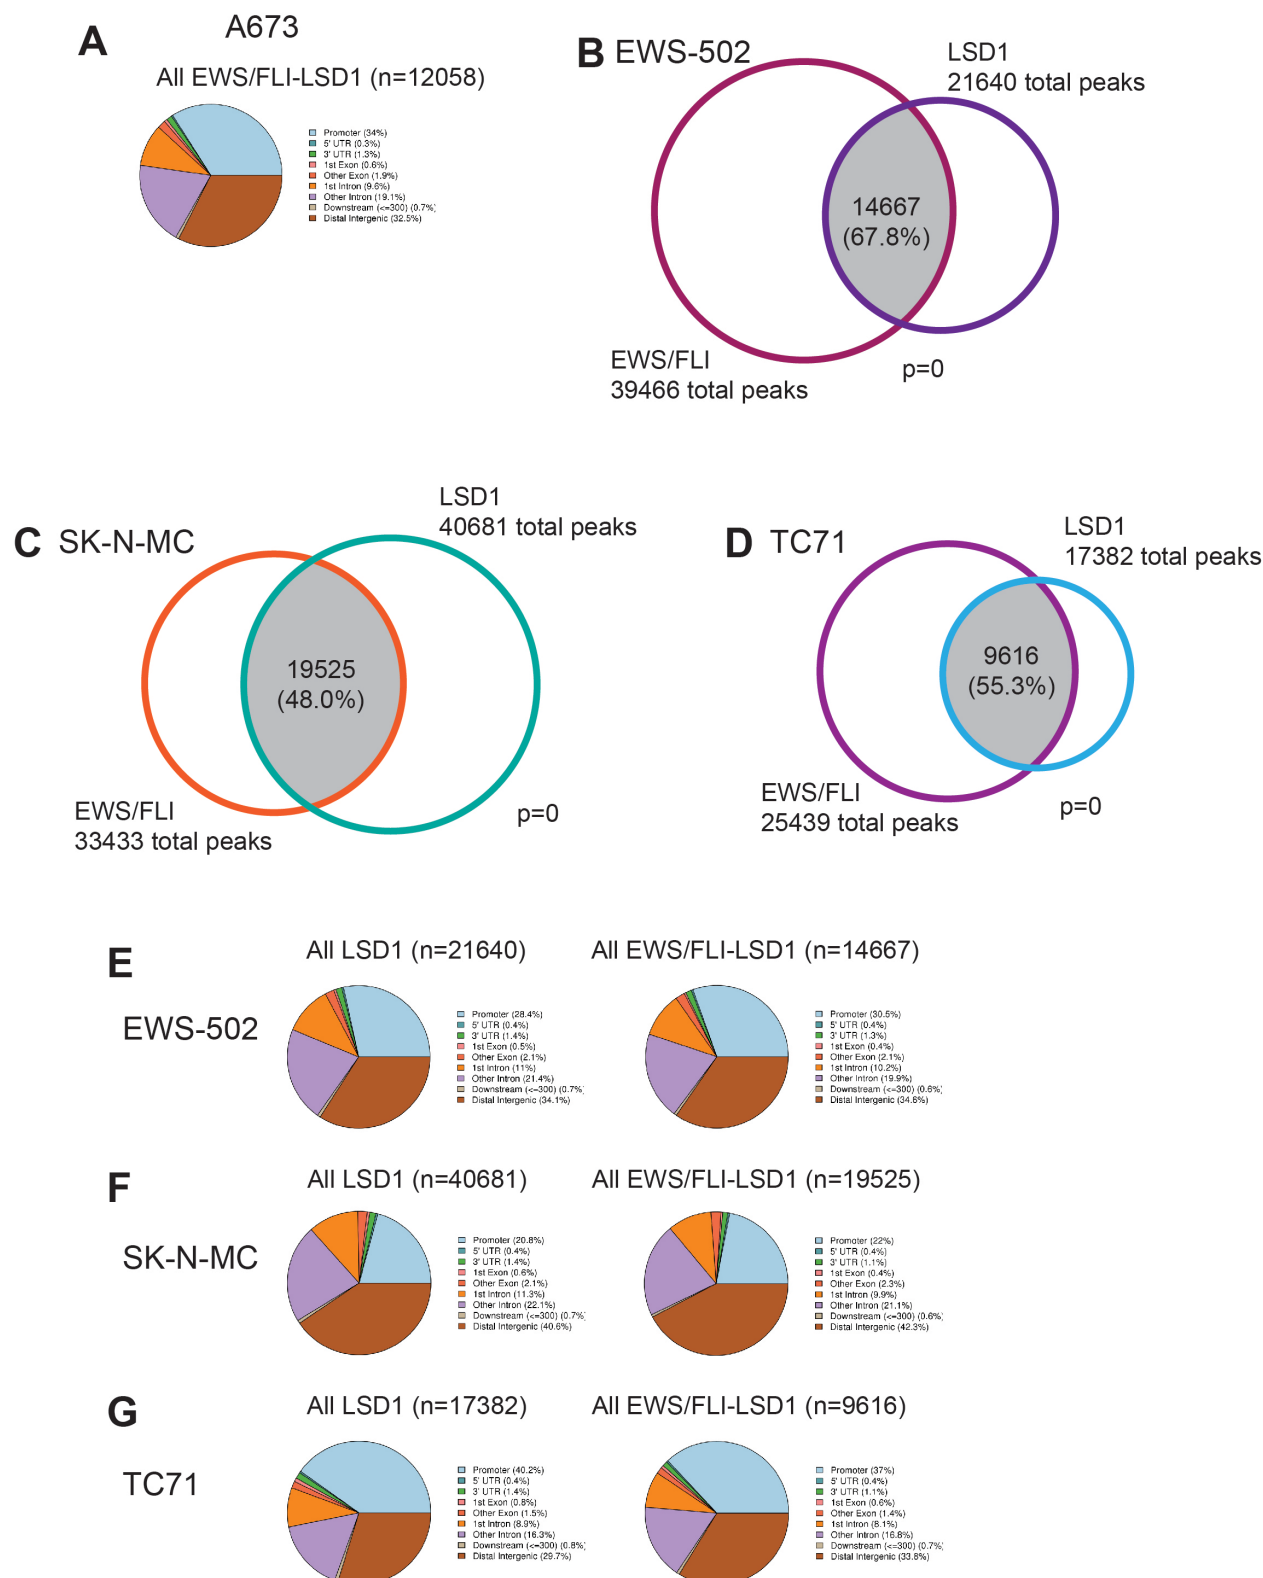 A
A673
All EWS/FLI-LSD1 (n=12058)
Promoter (34%)
5' UTR (0.3%)
3' UTR (1.3%)
1st Exon (0.6%)
Other Exon (1.9%)
1st Intron (9.6%)
Other Intron (19.1%)
Downstream (<=300) (0.7%)
Distal Intergenic (32.5%)
B EWS-502
LSD1
21640 total peaks
14667
(67.8%)
EWS/FLI
39466 total peaks
p=0
C SK-N-MC
LSD1
40681 total peaks
19525
(48.0%)
EWS/FLI
33433 total peaks
p=0
D TC71
LSD1
17382 total peaks
9616
(55.3%)
EWS/FLI
25439 total peaks
p=0
E
EWS-502
All LSD1 (n=21640)
Promoter (28.4%)
5' UTR (0.4%)
3' UTR (1.4%)
1st Exon (0.5%)
Other Exon (2.1%)
1st Intron (11%)
Other Intron (21.4%)
Downstream (<=300) (0.7%)
Distal Intergenic (34.1%)
All EWS/FLI-LSD1 (n=14667)
Promoter (30.5%)
5' UTR (0.4%)
3' UTR (1.3%)
1st Exon (0.4%)
Other Exon (2.1%)
1st Intron (10.2%)
Other Intron (19.9%)
Downstream (<=300) (0.6%)
Distal Intergenic (34.6%)
F
SK-N-MC
All LSD1 (n=40681)
Promoter (20.8%)
5' UTR (0.4%)
3' UTR (1.4%)
1st Exon (0.6%)
Other Exon (2.1%)
1st Intron (11.3%)
Other Intron (22.1%)
Downstream (<=300) (0.7%)
Distal Intergenic (40.6%)
All EWS/FLI-LSD1 (n=19525)
Promoter (22%)
5' UTR (0.4%)
3' UTR (1.1%)
1st Exon (0.4%)
Other Exon (2.3%)
1st Intron (9.9%)
Other Intron (21.1%)
Downstream (<=300) (0.6%)
Distal Intergenic (42.3%)
G
TC71
All LSD1 (n=17382)
Promoter (40.2%)
5' UTR (0.4%)
3' UTR (1.4%)
1st Exon (0.8%)
Other Exon (1.5%)
1st Intron (8.9%)
Other Intron (16.3%)
Downstream (<=300) (0.8%)
Distal Intergenic (29.7%)
All EWS/FLI-LSD1 (n=9616)
Promoter (37%)
5' UTR (0.4%)
3' UTR (1.1%)
1st Exon (0.6%)
Other Exon (1.4%)
1st Intron (8.1%)
Other Intron (16.8%)
Downstream (<=300) (0.7%)
Distal Intergenic (33.8%)